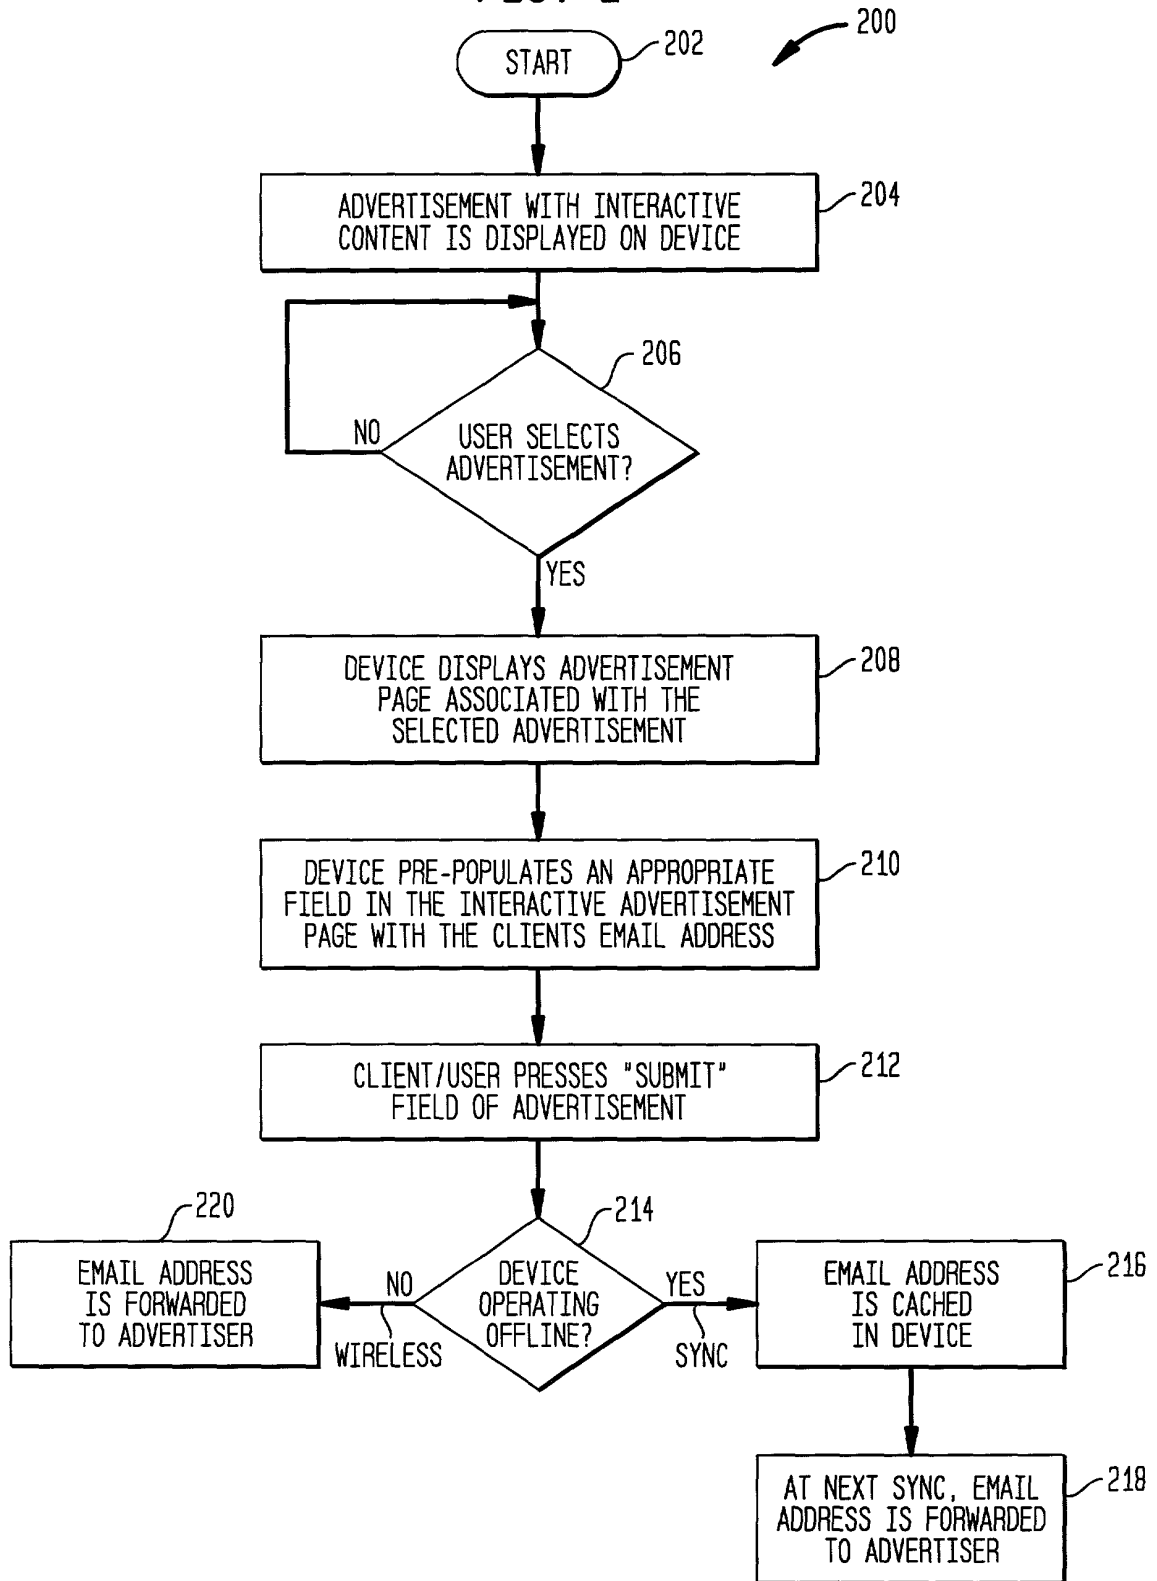 200
START
202
ADVERTISEMENT WITH INTERACTIVE
CONTENT IS DISPLAYED ON DEVICE
204
206
NO
USER SELECTS
ADVERTISEMENT?
YES
DEVICE DISPLAYS ADVERTISEMENT
PAGE ASSOCIATED WITH THE
SELECTED ADVERTISEMENT
208
DEVICE PRE-POPULATES AN APPROPRIATE
FIELD IN THE INTERACTIVE ADVERTISEMENT
PAGE WITH THE CLIENTS EMAIL ADDRESS
210
CLIENT/USER PRESSES "SUBMIT"
FIELD OF ADVERTISEMENT
212
220
EMAIL ADDRESS
IS FORWARDED
TO ADVERTISER
NO
WIRELESS
214
DEVICE
OPERATING
OFFLINE?
YES
SYNC
EMAIL ADDRESS
IS CACHED
IN DEVICE
216
AT NEXT SYNC, EMAIL
ADDRESS IS FORWARDED
TO ADVERTISER
218